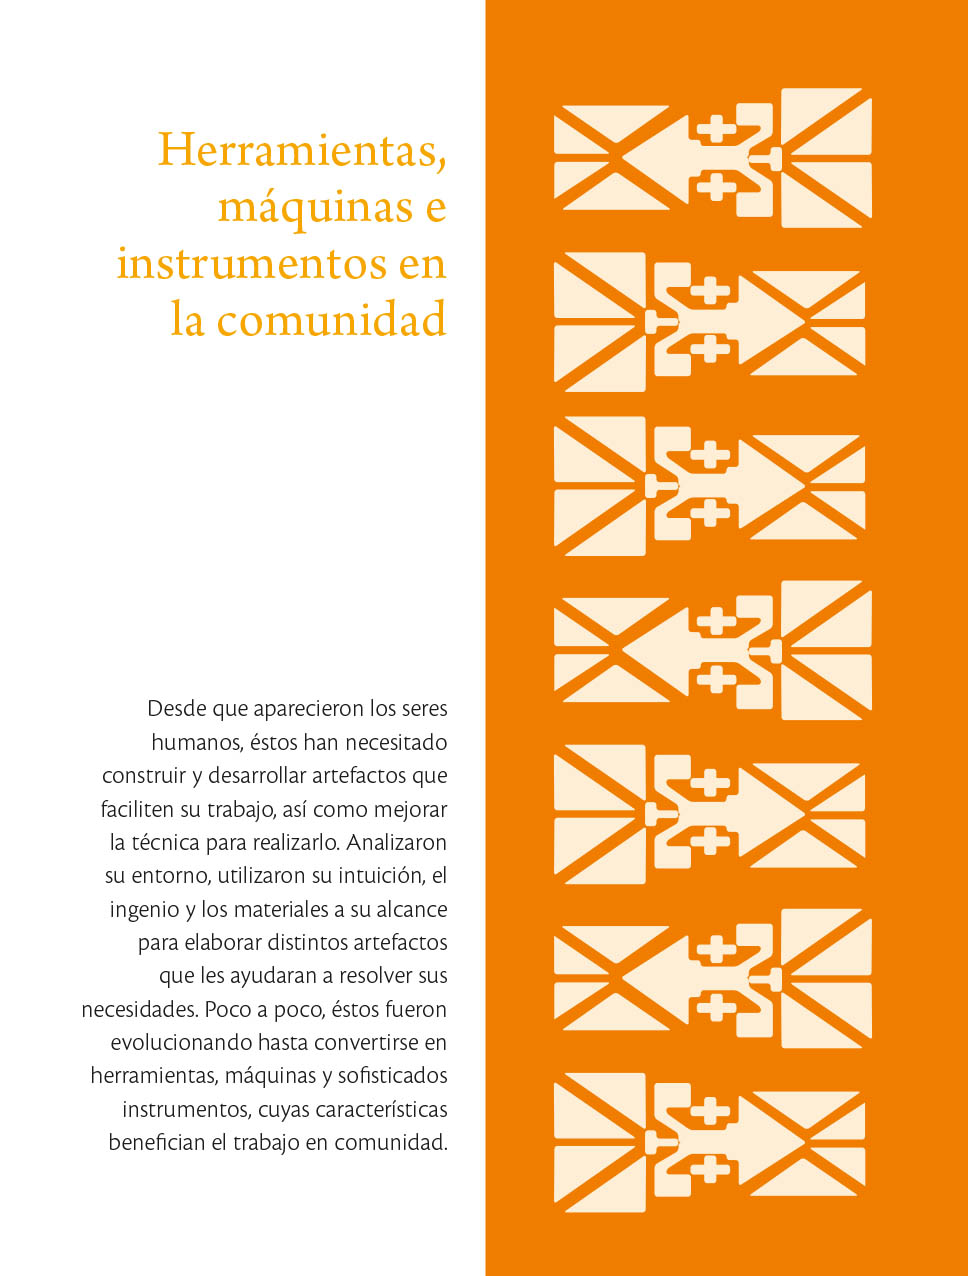 Herramientas,
máquinas e
instrumentos en
la comunidad
Desde que aparecieron los seres
humanos, éstos han necesitado
construir y desarrollar artefactos que
faciliten su trabajo, así como mejorar
la técnica para realizarlo. Analizaron
su entorno, utilizaron su intuición, el
ingenio y los materiales a su alcance
para elaborar distintos artefactos
que les ayudaran a resolver sus
necesidades. Poco a poco, éstos fueron
evolucionando hasta convertirse en
herramientas, máquinas y sofisticados
instrumentos, cuyas características
benefician el trabajo en comunidad.